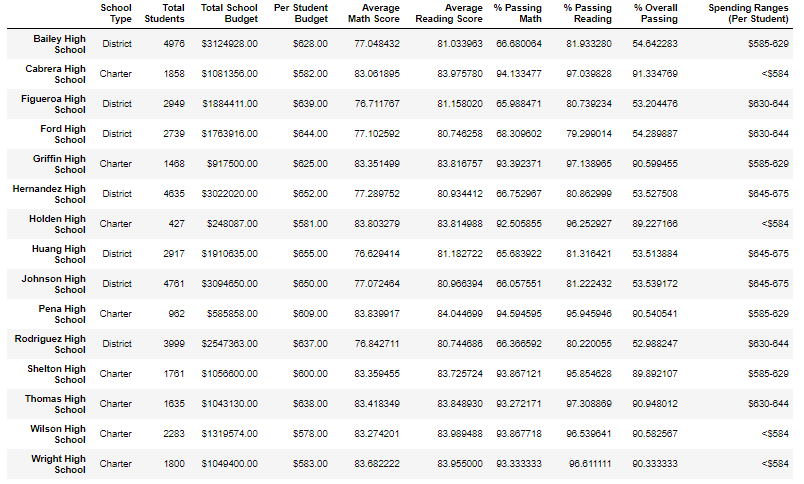 School Type Total Students Total School Budget Per Student Budget Average Math Score Average Reading Score % Passing Math % Passing Reading % Overall Passing Spending Ranges (Per Student)
Bailey High School District 4976 $3124928.00 $628.00 77.048432 81.033963 66.680064 81.933280 54.642283 $585-629
Cabrera High School Charter 1858 $1081356.00 $582.00 83.061895 83.975780 94.133477 97.039828 91.334769 <$584
Figueroa High School District 2949 $1884411.00 $639.00 76.711767 81.158020 65.988471 80.739234 53.204476 $630-644
Ford High School District 2739 $1763916.00 $644.00 77.102592 80.746258 68.309602 79.299014 54.289887 $630-644
Griffin High School Charter 1468 $917500.00 $625.00 83.351499 83.816757 93.392371 97.138965 90.599455 $585-629
Hernandez High School District 4635 $3022020.00 $652.00 77.289752 80.934412 66.752967 80.862999 53.527508 $645-675
Holden High School Charter 427 $248087.00 $581.00 83.803279 83.814988 92.505855 96.252927 89.227166 <$584
Huang High School District 2917 $1910635.00 $655.00 76.629414 81.182722 65.683922 81.316421 53.513884 $645-675
Johnson High School District 4761 $3094650.00 $650.00 77.072464 80.966394 66.057551 81.222432 53.539172 $645-675
Pena High School Charter 962 $585858.00 $609.00 83.839917 84.044699 94.594595 95.945946 90.540541 $585-629
Rodriguez High School District 3999 $2547363.00 $637.00 76.842711 80.744686 66.366592 80.220055 52.988247 $630-644
Shelton High School Charter 1761 $1056600.00 $600.00 83.359455 83.725724 93.867121 95.854628 89.892107 $585-629
Thomas High School Charter 1635 $1043130.00 $638.00 83.418349 83.848930 93.272171 97.308869 90.948012 $630-644
Wilson High School Charter 2283 $1319574.00 $578.00 83.274201 83.989488 93.867718 96.539641 90.582567 <$584
Wright High School Charter 1800 $1049400.00 $583.00 83.682222 83.955000 93.333333 96.611111 90.333333 <$584